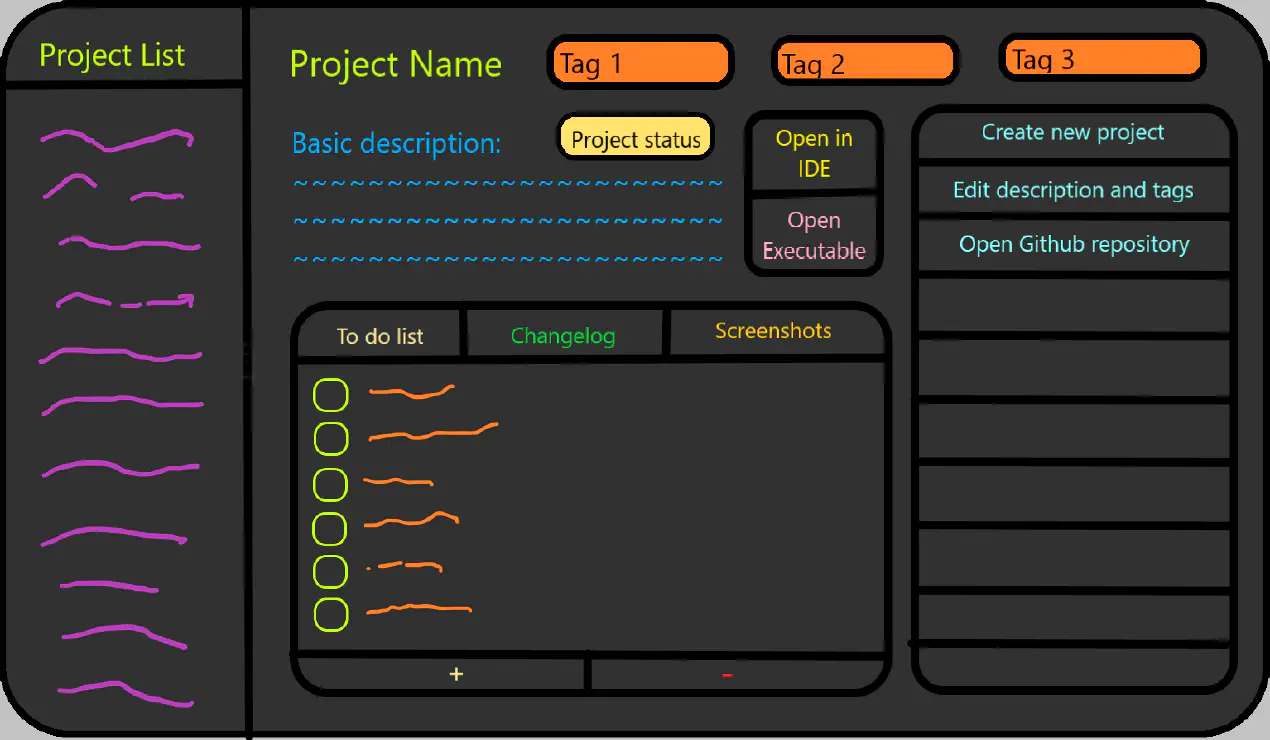 Project List
Project Name
Tag 1
Tag 2
Tag 3
Basic description:
Project status
~~~~~~~~~~~~~~~~~~~~~~~
~~~~~~~~~~~~~~~~~~~~~~~
~~~~~~~~~~~~~~~~~~~~~~~
Open in
IDE
Open
Executable
Create new project
Edit description and tags
Open Github repository
To do list
Changelog
Screenshots
+
-